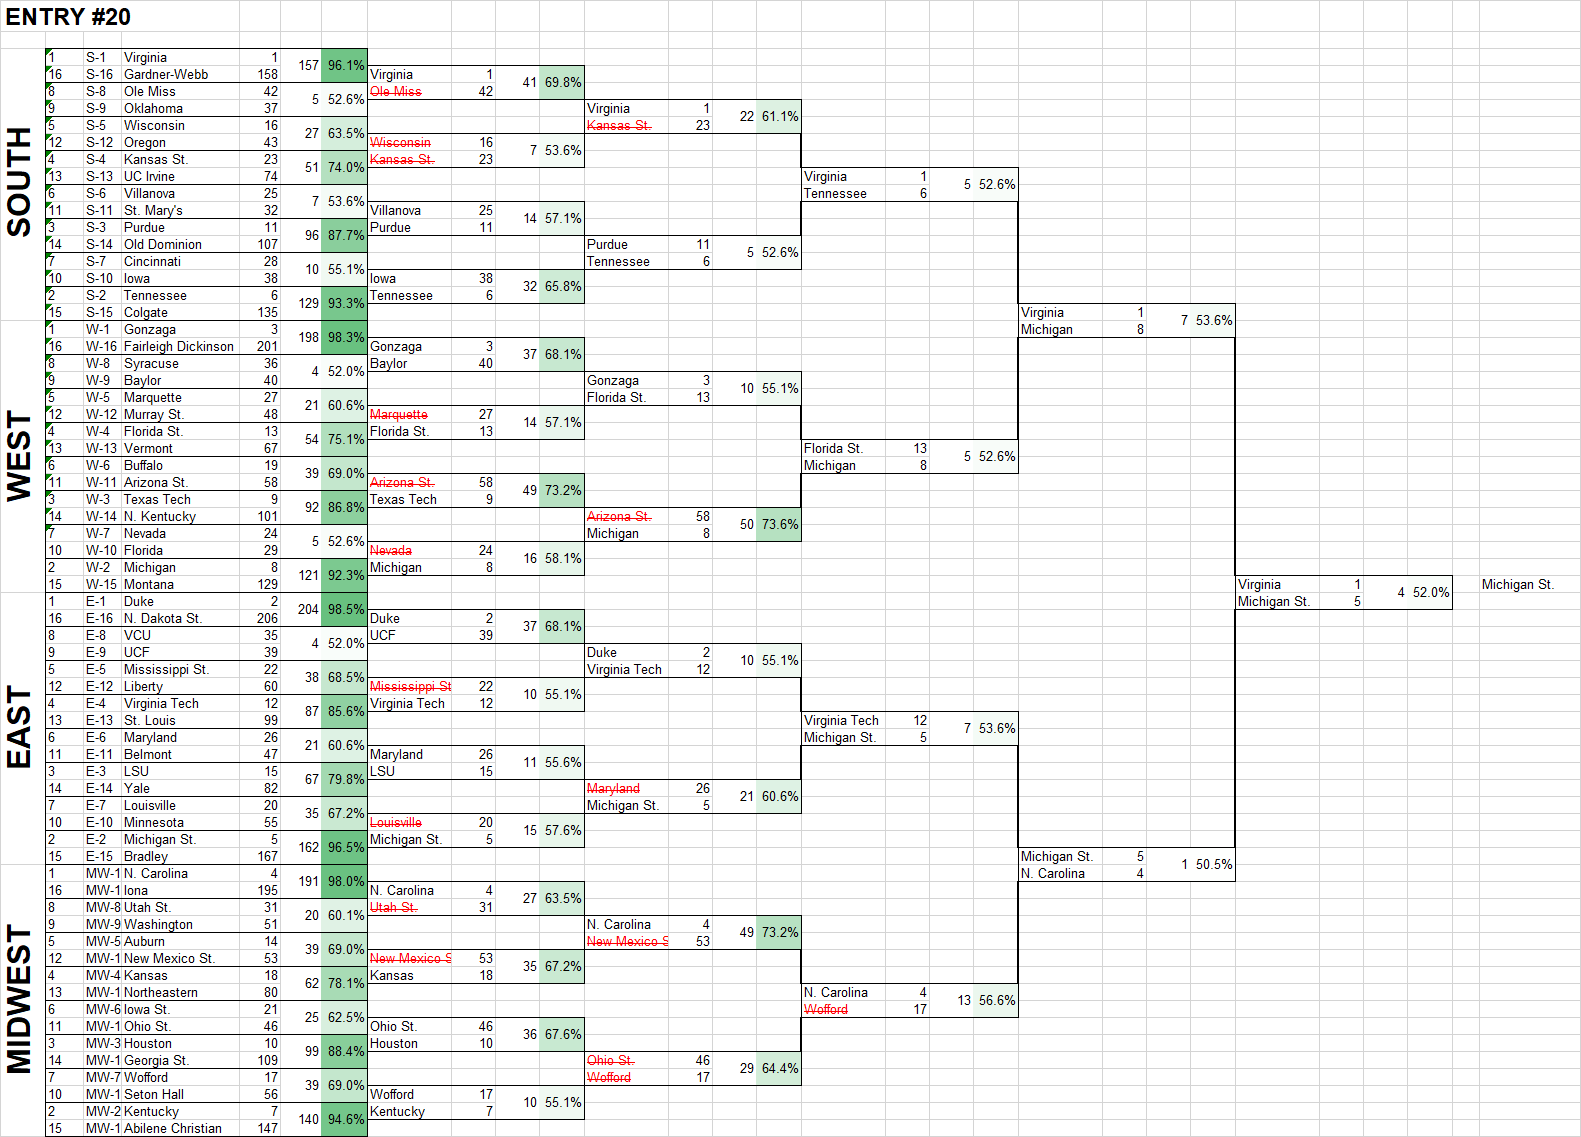 ENTRY #20
SOUTH
1 S-1 Virginia 1
157 96.1%
16 S-16 Gardner-Webb 158
8 S-8 Ole Miss 42
5 52.6%
9 S-9 Oklahoma 37
5 S-5 Wisconsin 16
27 63.5%
12 S-12 Oregon 43
4 S-4 Kansas St. 23
51 74.0%
13 S-13 UC Irvine 74
6 S-6 Villanova 25
7 53.6%
11 S-11 St. Mary's 32
3 S-3 Purdue 11
96 87.7%
14 S-14 Old Dominion 107
7 S-7 Cincinnati 28
10 55.1%
10 S-10 Iowa 38
2 S-2 Tennessee 6
129 93.3%
15 S-15 Colgate 135
WEST
1 W-1 Gonzaga 3
198 98.3%
16 W-16 Fairleigh Dickinson 201
8 W-8 Syracuse 36
4 52.0%
9 W-9 Baylor 40
5 W-5 Marquette 27
21 60.6%
12 W-12 Murray St. 48
4 W-4 Florida St. 13
54 75.1%
13 W-13 Vermont 67
6 W-6 Buffalo 19
39 69.0%
11 W-11 Arizona St. 58
3 W-3 Texas Tech 9
92 86.8%
14 W-14 N. Kentucky 101
7 W-7 Nevada 24
5 52.6%
10 W-10 Florida 29
2 W-2 Michigan 8
121 92.3%
15 W-15 Montana 129
EAST
1 E-1 Duke 2
204 98.5%
16 E-16 N. Dakota St. 206
8 E-8 VCU 35
4 52.0%
9 E-9 UCF 39
5 E-5 Mississippi St. 22
38 68.5%
12 E-12 Liberty 60
4 E-4 Virginia Tech 12
87 85.6%
13 E-13 St. Louis 99
6 E-6 Maryland 26
21 60.6%
11 E-11 Belmont 47
3 E-3 LSU 15
67 79.8%
14 E-14 Yale 82
7 E-7 Louisville 20
35 67.2%
10 E-10 Minnesota 55
2 E-2 Michigan St. 5
162 96.5%
15 E-15 Bradley 167
MIDWEST
1 MW-1 N. Carolina 4
191 98.0%
16 MW-1 Iona 195
8 MW-8 Utah St. 31
20 60.1%
9 MW-9 Washington 51
5 MW-5 Auburn 14
39 69.0%
12 MW-1 New Mexico St. 53
4 MW-4 Kansas 18
62 78.1%
13 MW-1 Northeastern 80
6 MW-6 Iowa St. 21
25 62.5%
11 MW-1 Ohio St. 46
3 MW-3 Houston 10
99 88.4%
14 MW-1 Georgia St. 109
7 MW-7 Wofford 17
39 69.0%
10 MW-1 Seton Hall 56
2 MW-2 Kentucky 7
140 94.6%
15 MW-1 Abilene Christian 147
Virginia 1
41 69.8%
Ole Miss 42
Wisconsin 16
7 53.6%
Kansas St. 23
Villanova 25
14 57.1%
Purdue 11
Iowa 38
32 65.8%
Tennessee 6
Gonzaga 3
37 68.1%
Baylor 40
Marquette 27
14 57.1%
Florida St. 13
Arizona St. 58
49 73.2%
Texas Tech 9
Nevada 24
16 58.1%
Michigan 8
Duke 2
37 68.1%
UCF 39
Mississippi St 22
10 55.1%
Virginia Tech 12
Maryland 26
11 55.6%
LSU 15
Louisville 20
15 57.6%
Michigan St. 5
N. Carolina 4
27 63.5%
Utah St. 31
New Mexico S 53
35 67.2%
Kansas 18
Ohio St. 46
36 67.6%
Houston 10
Wofford 17
10 55.1%
Kentucky 7
Virginia 1
22 61.1%
Kansas St. 23
Purdue 11
5 52.6%
Tennessee 6
Gonzaga 3
10 55.1%
Florida St. 13
Arizona St. 58
50 73.6%
Michigan 8
Duke 2
10 55.1%
Virginia Tech 12
Maryland 26
21 60.6%
Michigan St. 5
N. Carolina 4
49 73.2%
New Mexico S 53
Ohio St. 46
29 64.4%
Wofford 17
Virginia 1
5 52.6%
Tennessee 6
Florida St. 13
5 52.6%
Michigan 8
Virginia Tech 12
7 53.6%
Michigan St. 5
N. Carolina 4
13 56.6%
Wofford 17
Virginia 1
7 53.6%
Michigan 8
Michigan St. 5
1 50.5%
N. Carolina 4
Virginia 1
4 52.0%
Michigan St. 5
Michigan St.